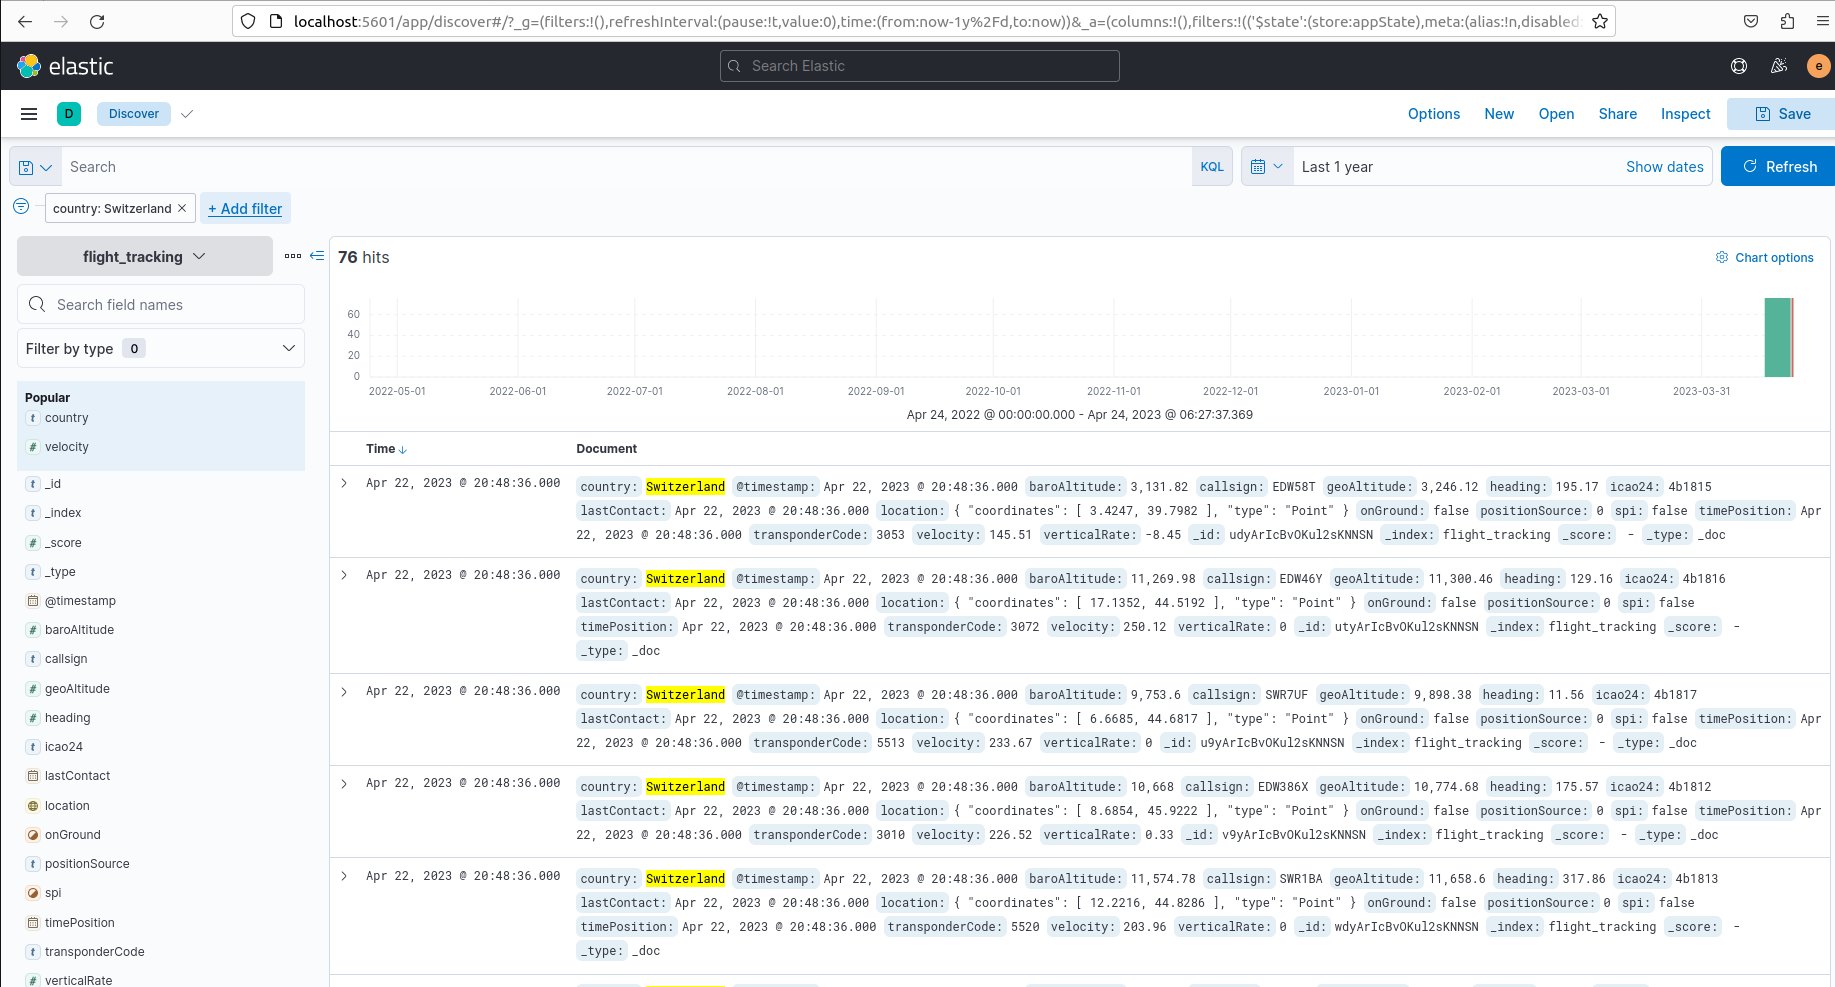 localhost:5601/app/discover#/?_g=(filters:!(),refreshInterval:(pause:!t,value:0),time:(from:now-1y%2Fd,to:now))&_a=(columns:!(),filters:!(('$state':(store:appState),meta:(alias:!n,disabled:
elastic
Search Elastic
e
D
Discover
Options
New
Open
Share
Inspect
Save
Search
KQL
Last 1 year
Show dates
Refresh
country: Switzerland
+ Add filter
flight_tracking
Search field names
Filter by type 0
Popular
t country
# velocity
t _id
t _index
# _score
t _type
@timestamp
# baroAltitude
t callsign
# geoAltitude
# heading
t icao24
lastContact
location
onGround
t positionSource
spi
timePosition
t transponderCode
# verticalRate
76 hits
Chart options
60
40
20
0
2022-05-01 2022-06-01 2022-07-01 2022-08-01 2022-09-01 2022-10-01 2022-11-01 2022-12-01 2023-01-01 2023-02-01 2023-03-01 2023-03-31
Apr 24, 2022 @ 00:00:00.000 - Apr 24, 2023 @ 06:27:37.369
Time Document
Apr 22, 2023 @ 20:48:36.000 country: Switzerland @timestamp: Apr 22, 2023 @ 20:48:36.000 baroAltitude: 3,131.82 callsign: EDW58T geoAltitude: 3,246.12 heading: 195.17 icao24: 4b1815
lastContact: Apr 22, 2023 @ 20:48:36.000 location: { "coordinates": [ 3.4247, 39.7982 ], "type": "Point" } onGround: false positionSource: 0 spi: false timePosition: Apr
22, 2023 @ 20:48:36.000 transponderCode: 3053 velocity: 145.51 verticalRate: -8.45 _id: udyArIcBvOKul2sKNNSN _index: flight_tracking _score: - _type: _doc
Apr 22, 2023 @ 20:48:36.000 country: Switzerland @timestamp: Apr 22, 2023 @ 20:48:36.000 baroAltitude: 11,269.98 callsign: EDW46Y geoAltitude: 11,300.46 heading: 129.16 icao24: 4b1816
lastContact: Apr 22, 2023 @ 20:48:36.000 location: { "coordinates": [ 17.1352, 44.5192 ], "type": "Point" } onGround: false positionSource: 0 spi: false
timePosition: Apr 22, 2023 @ 20:48:36.000 transponderCode: 3072 velocity: 250.12 verticalRate: 0 _id: utyArIcBvOKul2sKNNSN _index: flight_tracking _score: -
_type: _doc
Apr 22, 2023 @ 20:48:36.000 country: Switzerland @timestamp: Apr 22, 2023 @ 20:48:36.000 baroAltitude: 9,753.6 callsign: SWR7UF geoAltitude: 9,898.38 heading: 11.56 icao24: 4b1817
lastContact: Apr 22, 2023 @ 20:48:36.000 location: { "coordinates": [ 6.6685, 44.6817 ], "type": "Point" } onGround: false positionSource: 0 spi: false timePosition: Apr
22, 2023 @ 20:48:36.000 transponderCode: 5513 velocity: 233.67 verticalRate: 0 _id: u9yArIcBvOKul2sKNNSN _index: flight_tracking _score: - _type: _doc
Apr 22, 2023 @ 20:48:36.000 country: Switzerland @timestamp: Apr 22, 2023 @ 20:48:36.000 baroAltitude: 10,668 callsign: EDW386X geoAltitude: 10,774.68 heading: 175.57 icao24: 4b1812
lastContact: Apr 22, 2023 @ 20:48:36.000 location: { "coordinates": [ 8.6854, 45.9222 ], "type": "Point" } onGround: false positionSource: 0 spi: false timePosition: Apr
22, 2023 @ 20:48:36.000 transponderCode: 3010 velocity: 226.52 verticalRate: 0.33 _id: v9yArIcBvOKul2sKNNSN _index: flight_tracking _score: - _type: _doc
Apr 22, 2023 @ 20:48:36.000 country: Switzerland @timestamp: Apr 22, 2023 @ 20:48:36.000 baroAltitude: 11,574.78 callsign: SWR1BA geoAltitude: 11,658.6 heading: 317.86 icao24: 4b1813
lastContact: Apr 22, 2023 @ 20:48:36.000 location: { "coordinates": [ 12.2216, 44.8286 ], "type": "Point" } onGround: false positionSource: 0 spi: false
timePosition: Apr 22, 2023 @ 20:48:36.000 transponderCode: 5520 velocity: 203.96 verticalRate: 0 _id: wdyArIcBvOKul2sKNNSN _index: flight_tracking _score: -
_type: _doc